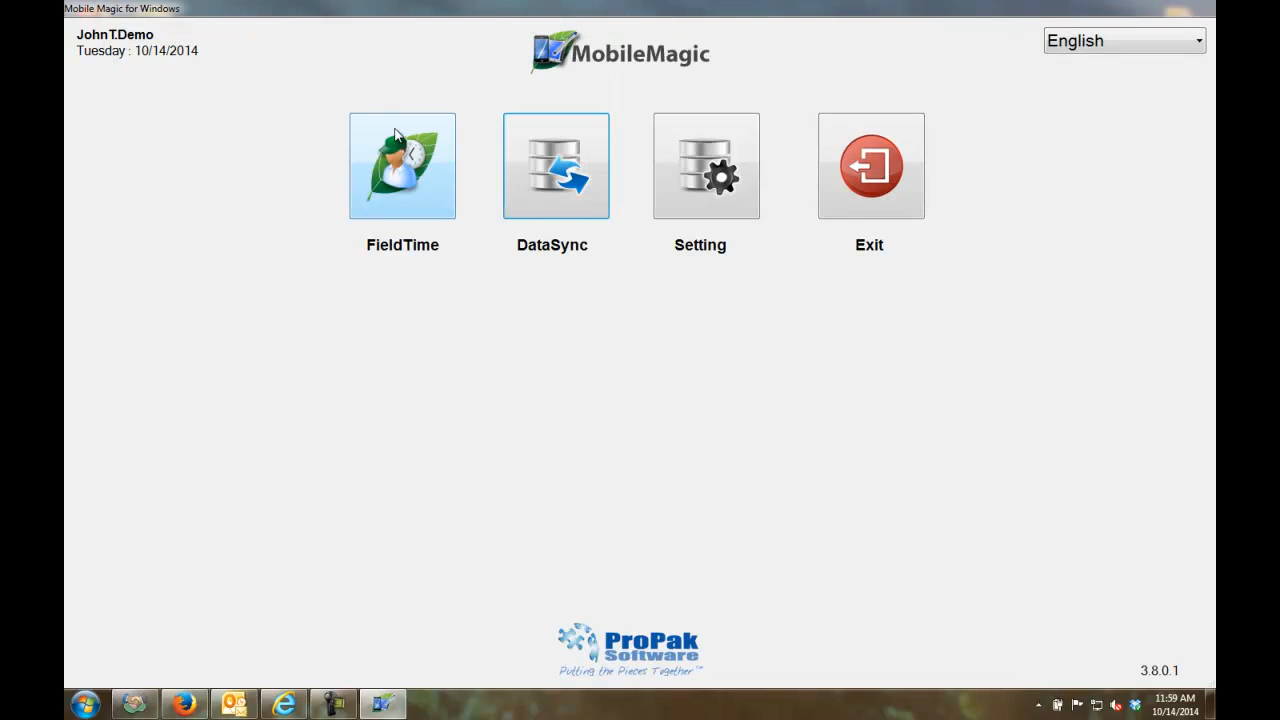 Mobile Magic for Windows
JohnT.Demo
Tuesday : 10/14/2014
MobileMagic
English
FieldTime
DataSync
Setting
Exit
ProPak
Software
Putting the Pieces Together™
3.8.0.1
11:59 AM
10/14/2014